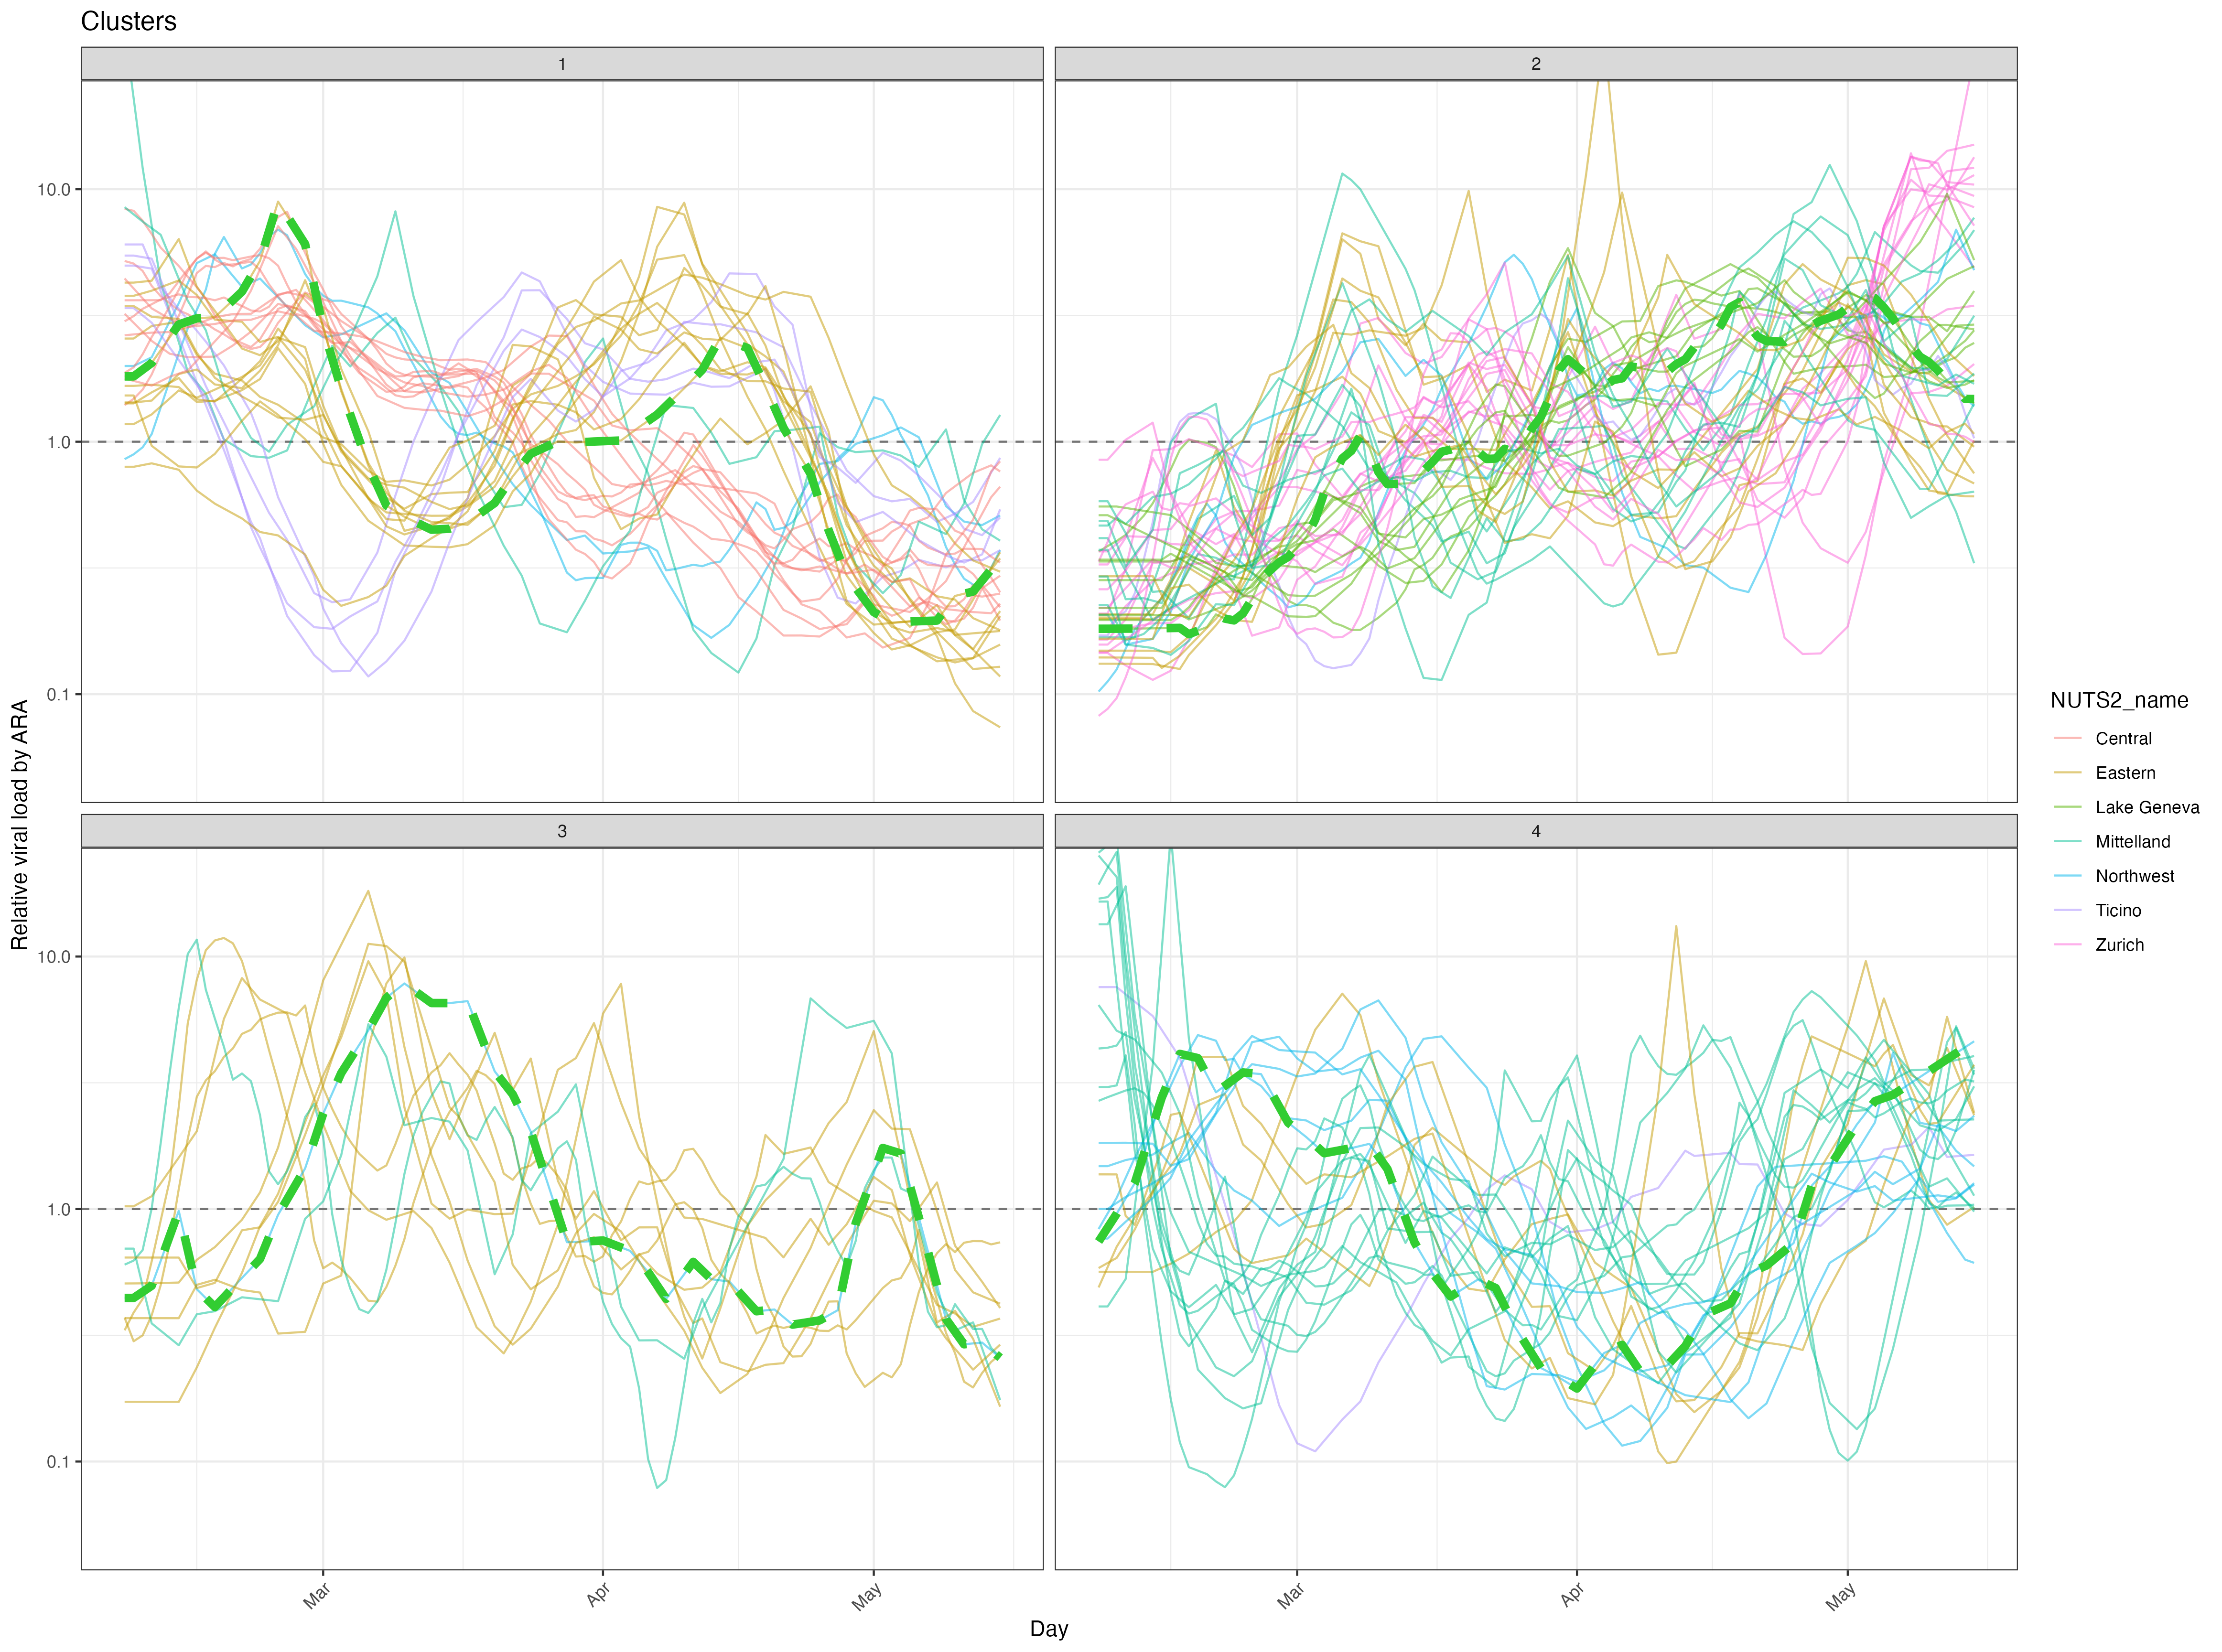 Clusters
1
2
10.0
1.0
0.1
3
4
10.0
1.0
0.1
Mar
Apr
May
Mar
Apr
May
Day
Relative viral load by ARA
NUTS2_name
Central
Eastern
Lake Geneva
Mittelland
Northwest
Ticino
Zurich